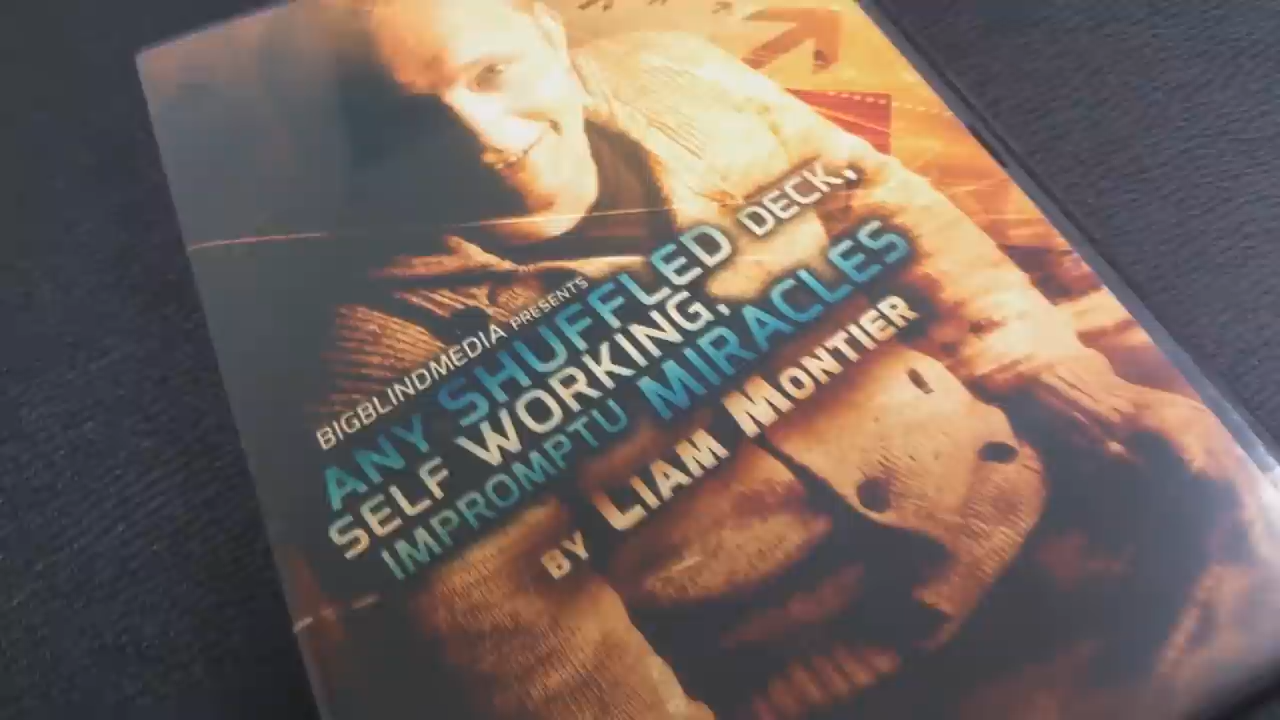 BIGBLINDMEDIA PRESENTS
ANY SHUFFLED DECK,
SELF WORKING,
IMPROMPTU MIRACLES
BY LIAM MONTIER